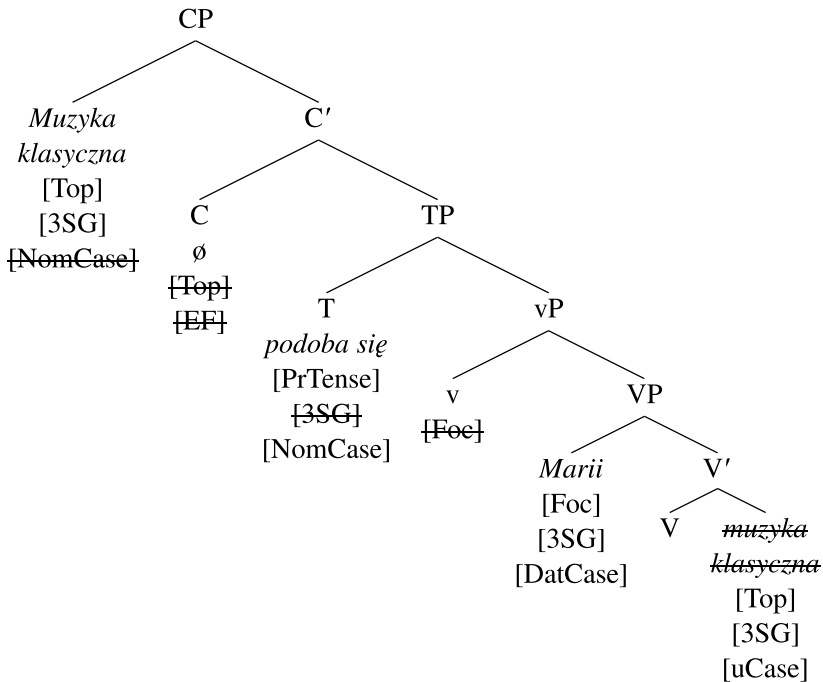 CP
Muzyka
klasyczna
[Top]
[3SG]
[NomCase]
C′
C
ø
[Top]
[EF]
TP
T
podoba się
[PrTense]
[3SG]
[NomCase]
vP
v
[Foc]
VP
Marii
[Foc]
[3SG]
[DatCase]
V′
V
muzyka
klasyczna
[Top]
[3SG]
[uCase]